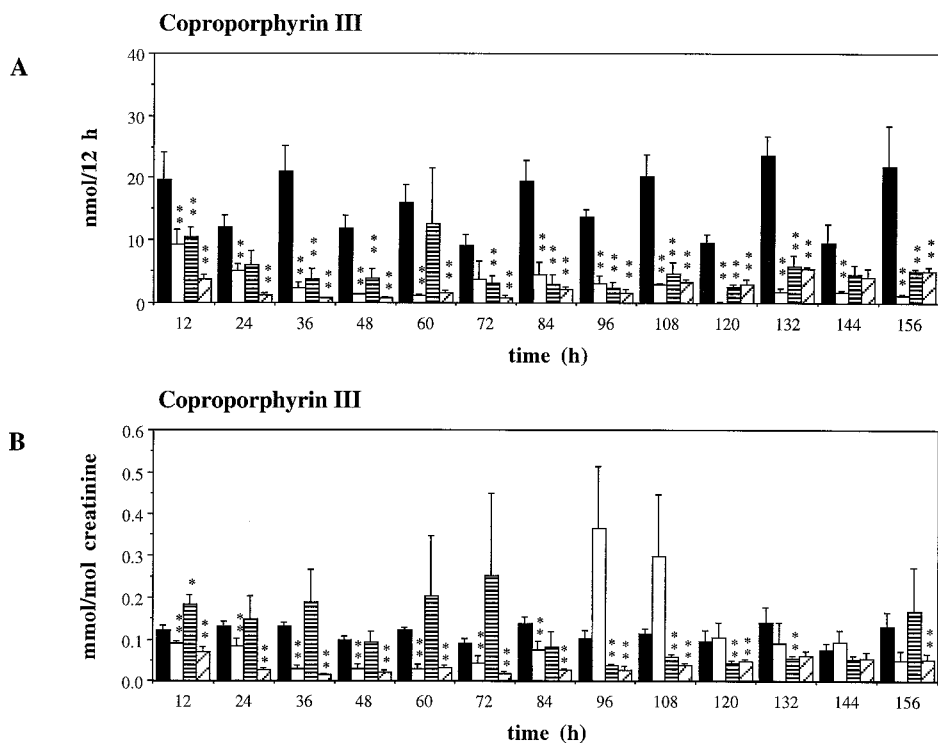 Coproporphyrin III
A
nmol/12 h
40
30
20
10
0
** ** ** ** ** ** ** ** ** ** ** ** ** ** ** ** ** ** ** ** ** ** ** ** ** ** ** ** ** ** ** **
12 24 36 48 60 72 84 96 108 120 132 144 156
time (h)
Coproporphyrin III
B
mmol/mol creatinine
0.6
0.5
0.4
0.3
0.2
0.1
0.0
** * ** ** ** ** ** ** ** ** ** ** ** ** ** ** ** ** ** ** ** ** ** **
12 24 36 48 60 72 84 96 108 120 132 144 156
time (h)